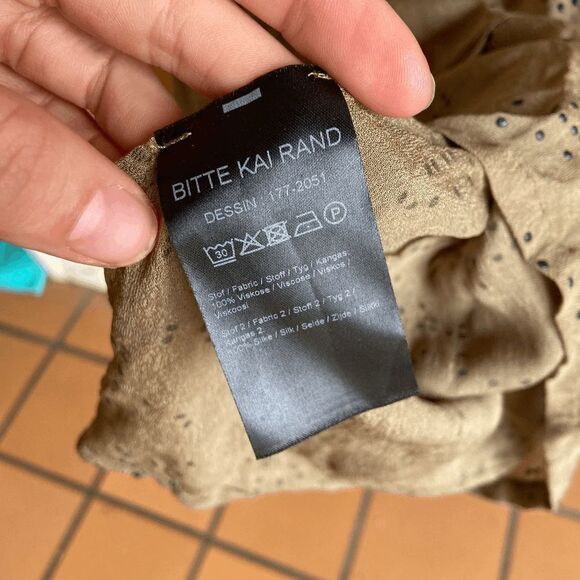 BITTE KAI RAND
DESSIN : 177-2051
30 P
Stof / Fabric / Stoff / Tyg / Kangas:
100% Viskose / Viscose / Viskos /
Viskoosi
Stof 2 / Fabric 2 / Stoff 2 / Tyg 2 /
Kangas 2:
100% Silke / Silk / Seide / Zijde / Silkki